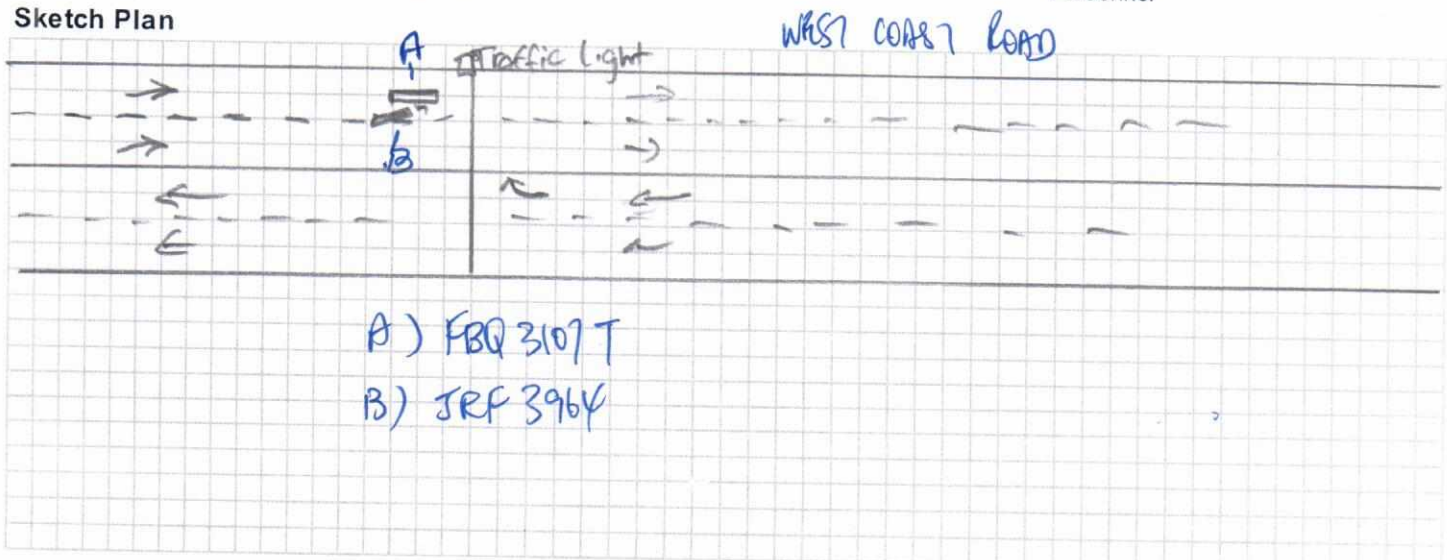 Sketch Plan
WEST COAST ROAD
A
Traffic Light
B
A) FBQ 3107 T
B) JRF 3964